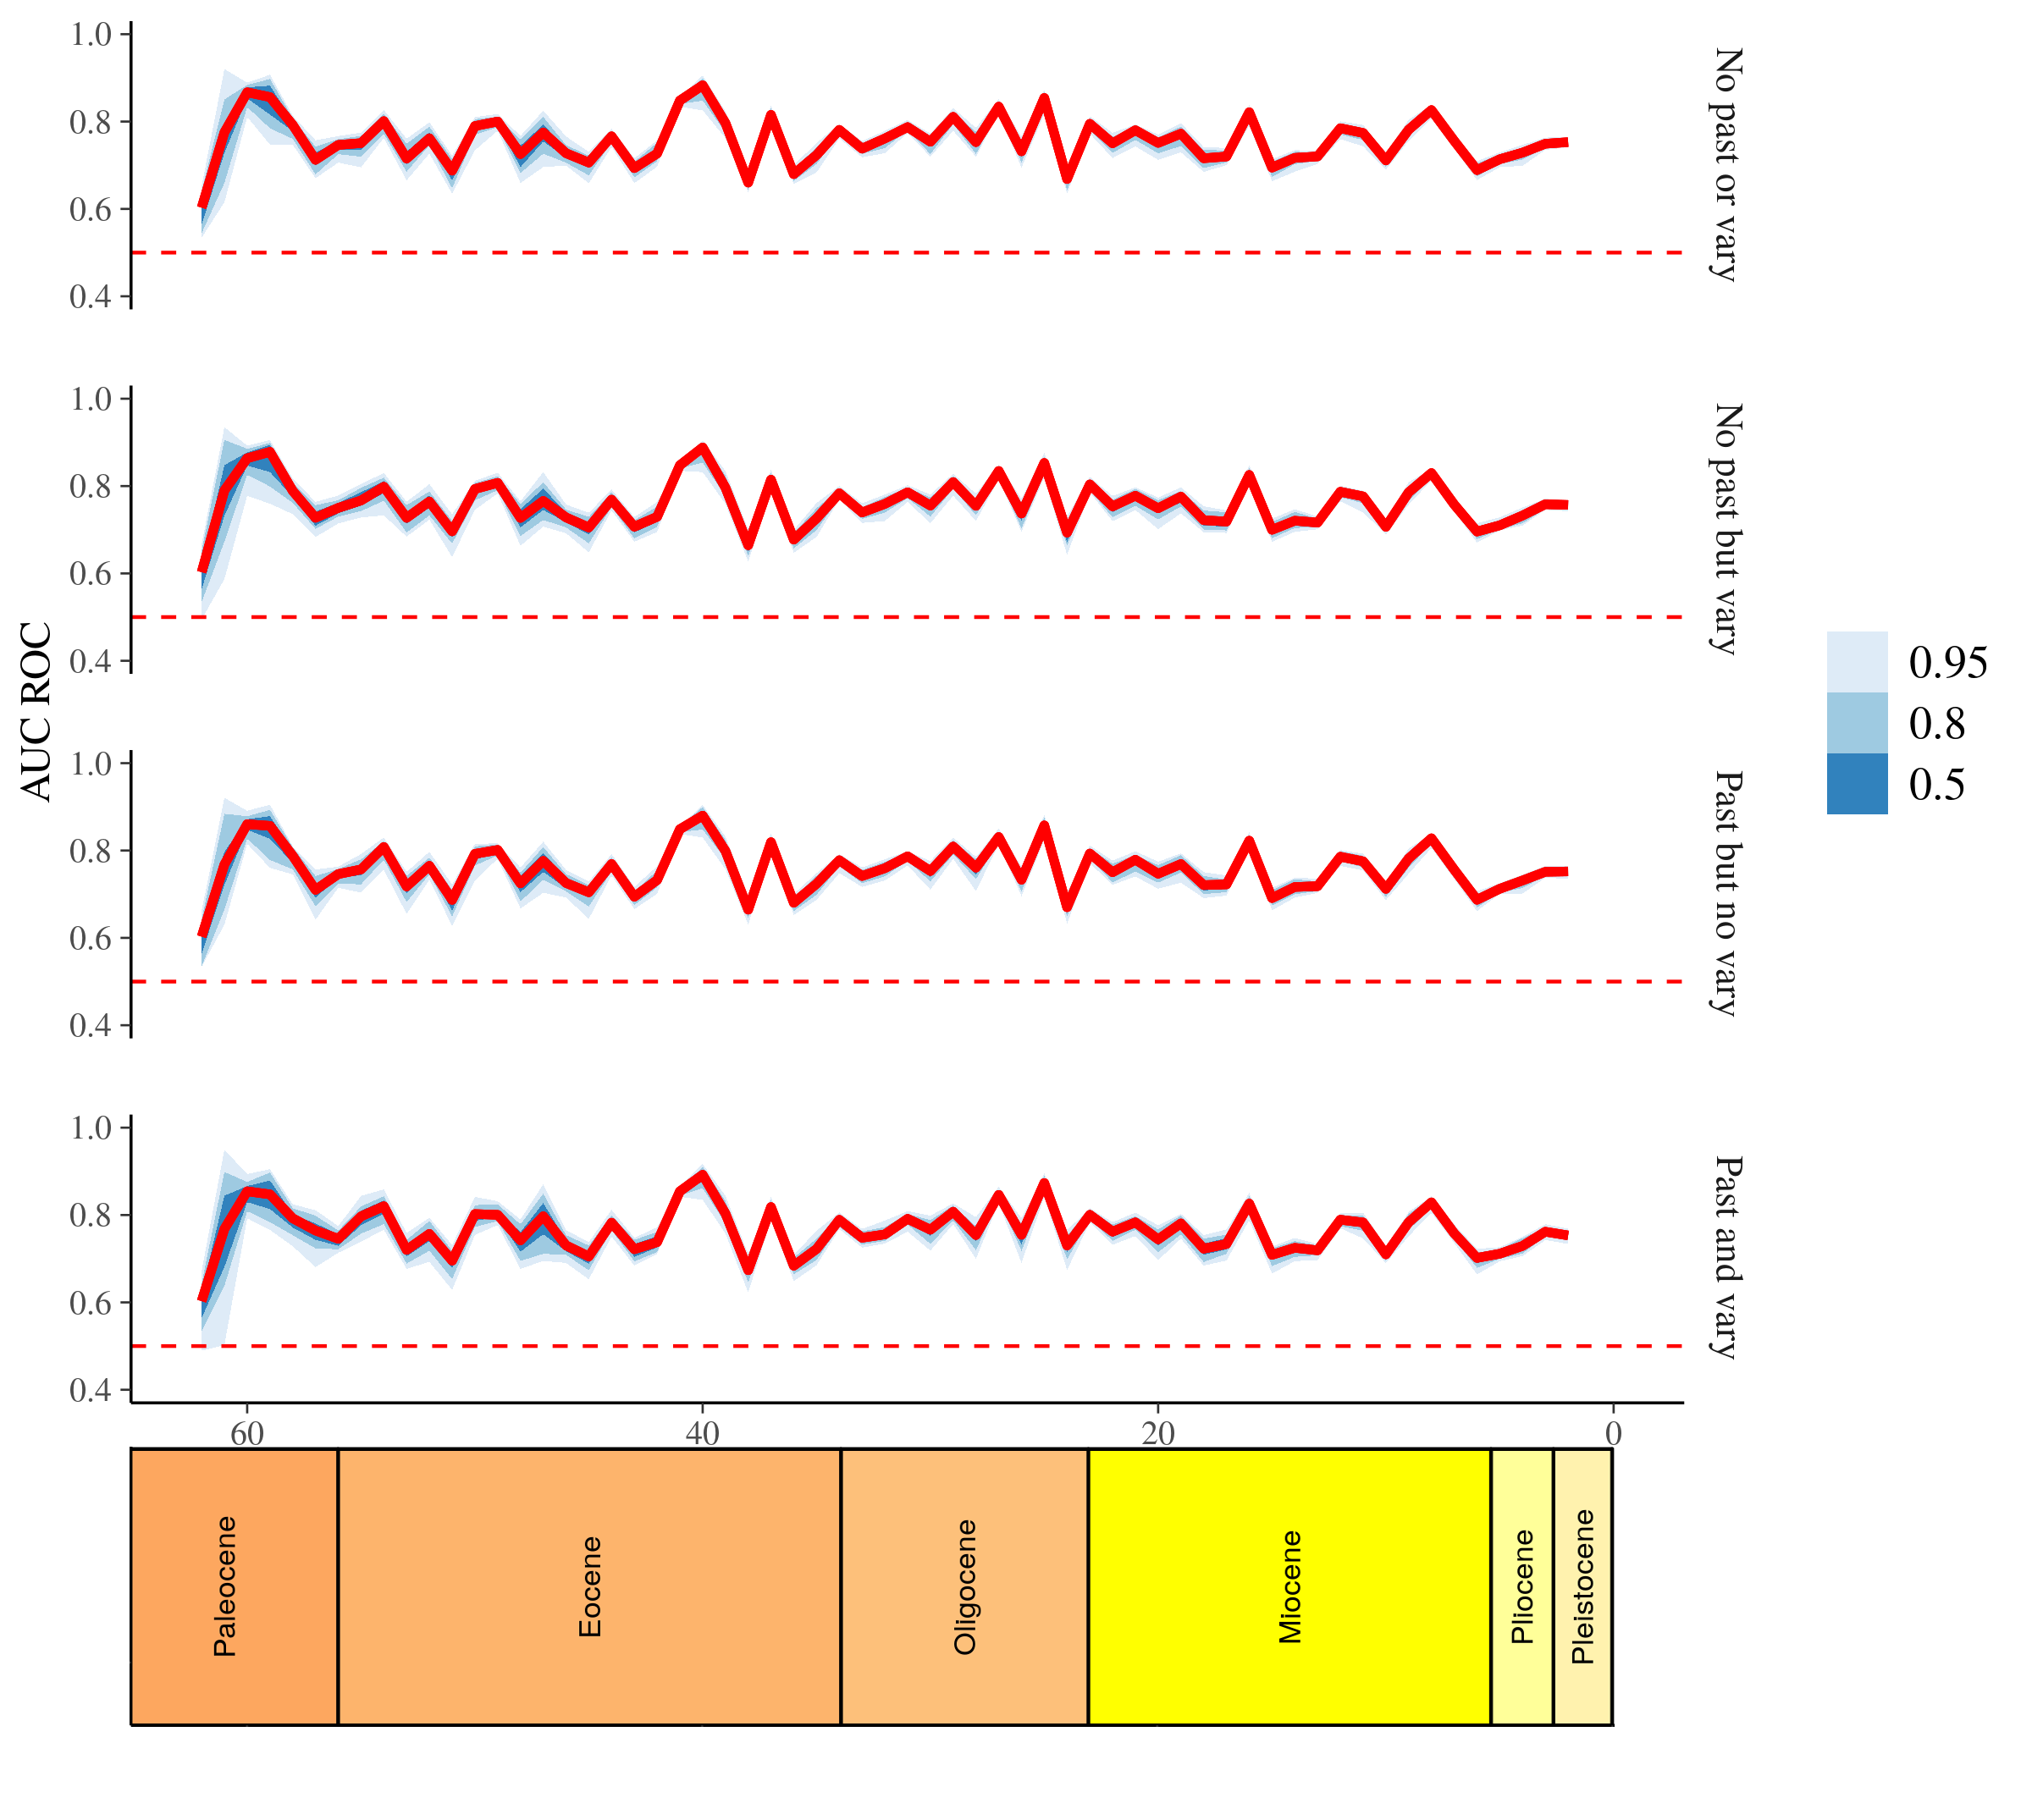 1.0
0.8
0.6
0.4
No past or vary
1.0
0.8
0.6
0.4
No past but vary
AUC ROC
0.95
0.8
0.5
1.0
0.8
0.6
0.4
Past but no vary
1.0
0.8
0.6
0.4
Past and vary
60
40
20
0
Paleocene
Eocene
Oligocene
Miocene
Pliocene
Pleistocene